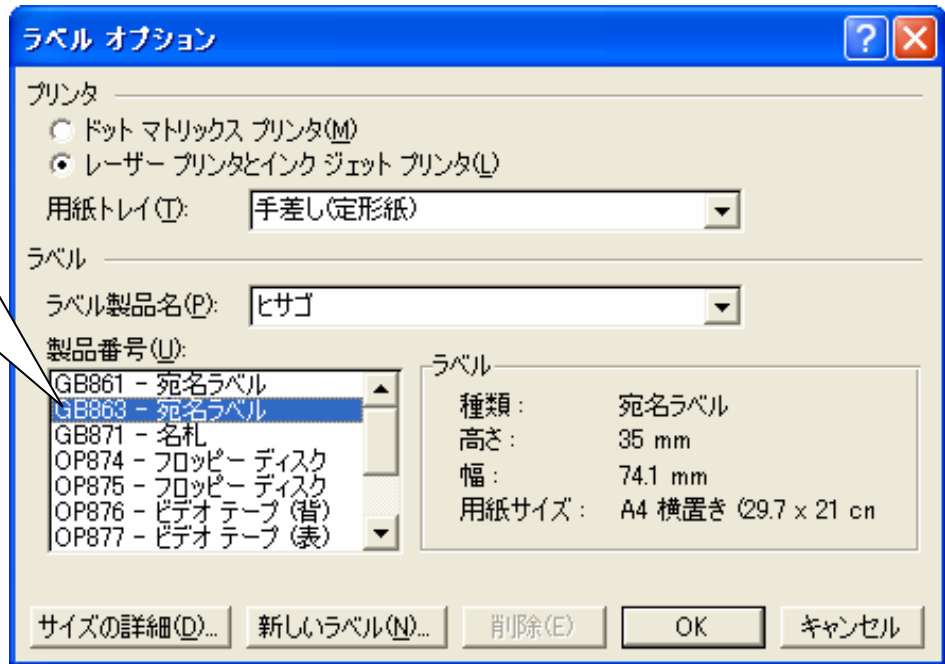 ラベル オプション
プリンタ
ドット マトリックス プリンタ(M)
レーザー プリンタとインク ジェット プリンタ(L)
用紙トレイ(T): 手差し(定形紙)
ラベル
ラベル製品名(P): ヒサゴ
製品番号(U):
GB861 - 宛名ラベル
GB863 - 宛名ラベル
GB871 - 名札
OP874 - フロッピー ディスク
OP875 - フロッピー ディスク
OP876 - ビデオ テープ (背)
OP877 - ビデオ テープ (表)
ラベル
種類: 宛名ラベル
高さ: 35 mm
幅: 74.1 mm
用紙サイズ: A4 横置き (29.7 x 21 cm
サイズの詳細(D)... 新しいラベル(N)... 削除(E) OK キャンセル